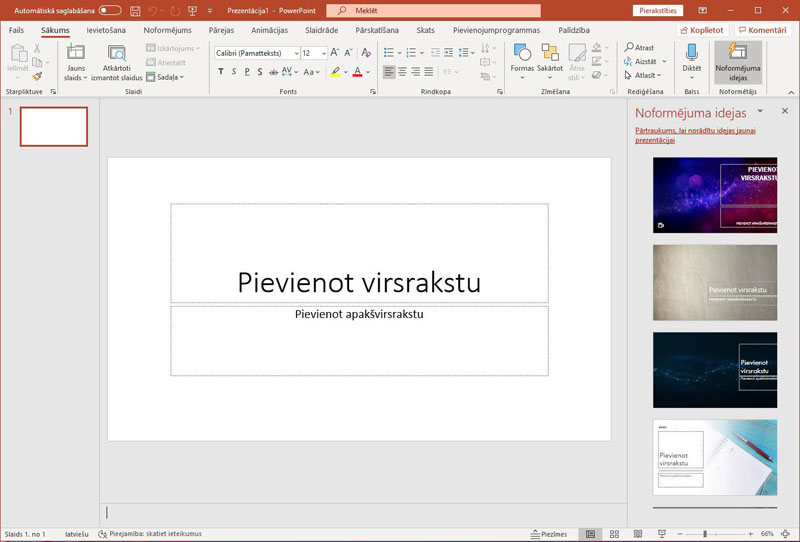 Automātiskā saglabāšana
Prezentācija1 - PowerPoint
Meklēt
Pierakstīties
Fails Sākums Ievietošana Noformējums Pārejas Animācijas Slaidrāde Pārskatīšana Skats Pievienojumprogrammas Palīdzība
Koplietot Komentāri
Ielīmēt
Jauns slaids
Atkārtoti izmantot slaidus
Izkārtojums
Atiestatīt
Sadaļa
Calibri (Pamatteksts) 12
Formas
Sakārtot
Ātrie stili
Atrast
Aizstāt
Atlasīt
Diktēt
Noformējuma idejas
Starpliktuve Slaidi Fonts Rindkopa Zīmēšana Rediģēšana Balss Noformētājs
1
Pievienot virsrakstu
Pievienot apakšvirsrakstu
Noformējuma idejas
Pārtraukums, lai norādītu idejas jaunai
prezentācijai
PIEVIENOT
VIRSRAKSTU
Pievienot virsrakstu
Pievienot
virsrakstu
Pievienot
virsrakstu
Slaids 1. no 1 latviešu Pieejamība: skatiet ieteikumus
Piezīmes
66%